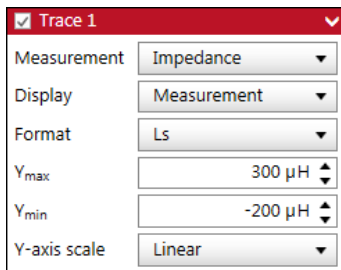 Trace 1
Measurement Impedance
Display Measurement
Format Ls
Ymax 300 µH
Ymin -200 µH
Y-axis scale Linear